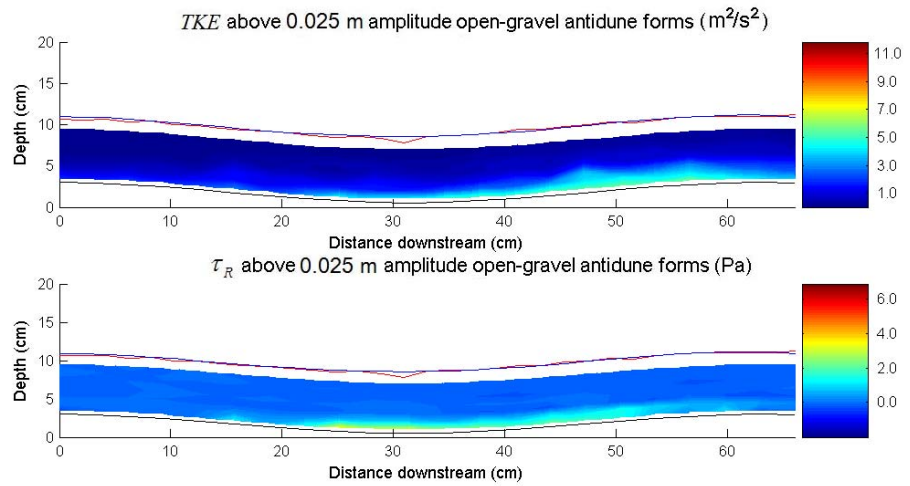 TKE above 0.025 m amplitude open-gravel antidune forms (m²/s²)
20
15
10
5
0
Depth (cm)
0 10 20 30 40 50 60
Distance downstream (cm)
11.0
9.0
7.0
5.0
3.0
1.0
τR above 0.025 m amplitude open-gravel antidune forms (Pa)
20
15
10
5
0
Depth (cm)
0 10 20 30 40 50 60
Distance downstream (cm)
6.0
4.0
2.0
0.0